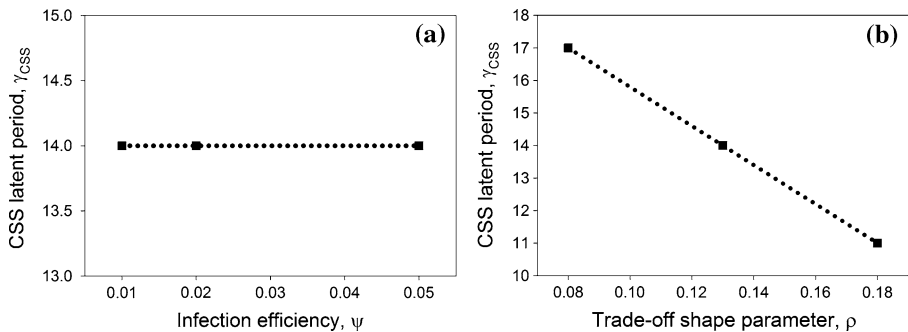 (a)
CSS latent period, γCSS
15.0
14.5
14.0
13.5
13.0
0.01 0.02 0.03 0.04 0.05
Infection efficiency, ψ
(b)
CSS latent period, γCSS
18
17
16
15
14
13
12
11
10
0.08 0.10 0.12 0.14 0.16 0.18
Trade-off shape parameter, ρ